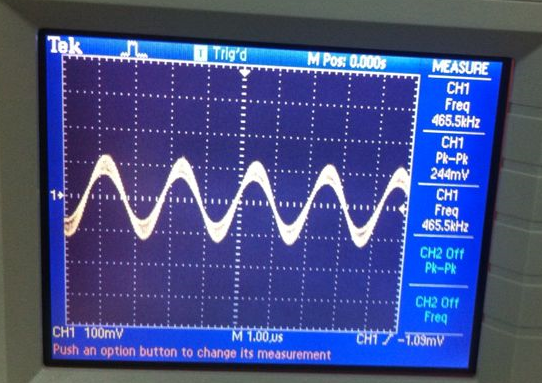 Tek
1 Trig'd
M Pos: 0.000s
MEASURE
CH1
Freq
465.5kHz
CH1
Pk-Pk
244mV
CH1
Freq
465.5kHz
CH2 Off
Pk-Pk
CH2 Off
Freq
1
CH1 100mV
M 1.00µs
CH1 -1.09mV
Push an option button to change its measurement